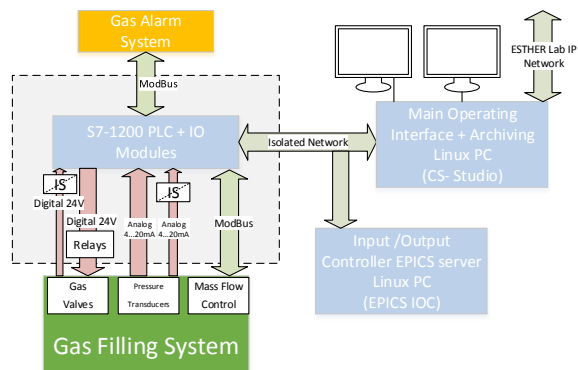 Gas Alarm
System
ESTHER Lab IP
Network
ModBus
S7-1200 PLC + IO
Modules
Isolated Network
Main Operating
Interface + Archiving
Linux PC
(CS- Studio)
IS
IS
Digital 24V
Digital 24V
Analog
4...20mA
Analog
4...20mA
ModBus
Relays
Input /Output
Controller EPICS server
Linux PC
(EPICS IOC)
Gas
Valves
Pressure
Transducers
Mass Flow
Control
Gas Filling System